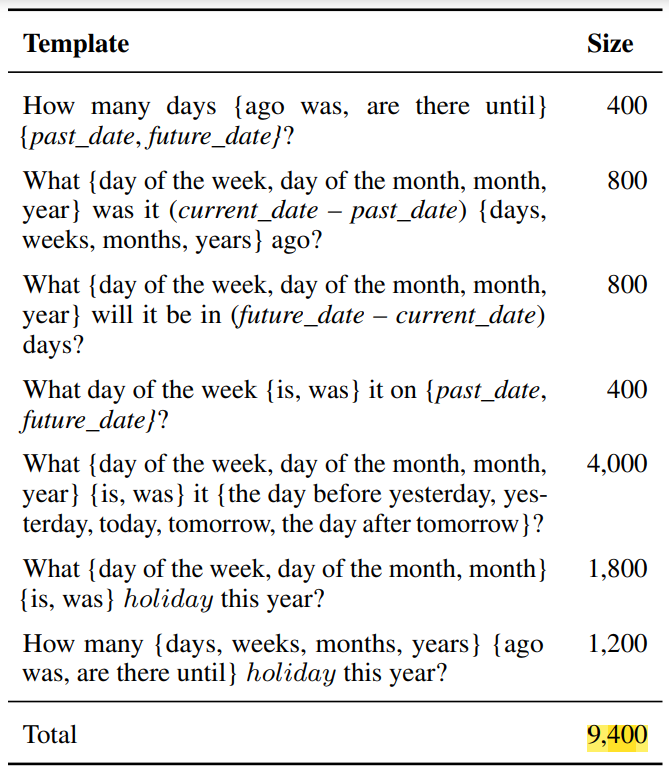 Template Size
How many days {ago was, are there until} 400
{past_date, future_date}?
What {day of the week, day of the month, month, 800
year} was it (current_date – past_date) {days,
weeks, months, years} ago?
What {day of the week, day of the month, month, 800
year} will it be in (future_date – current_date)
days?
What day of the week {is, was} it on {past_date, 400
future_date}?
What {day of the week, day of the month, month, 4,000
year} {is, was} it {the day before yesterday, yes-
terday, today, tomorrow, the day after tomorrow}?
What {day of the week, day of the month, month} 1,800
{is, was} holiday this year?
How many {days, weeks, months, years} {ago 1,200
was, are there until} holiday this year?
Total 9,400